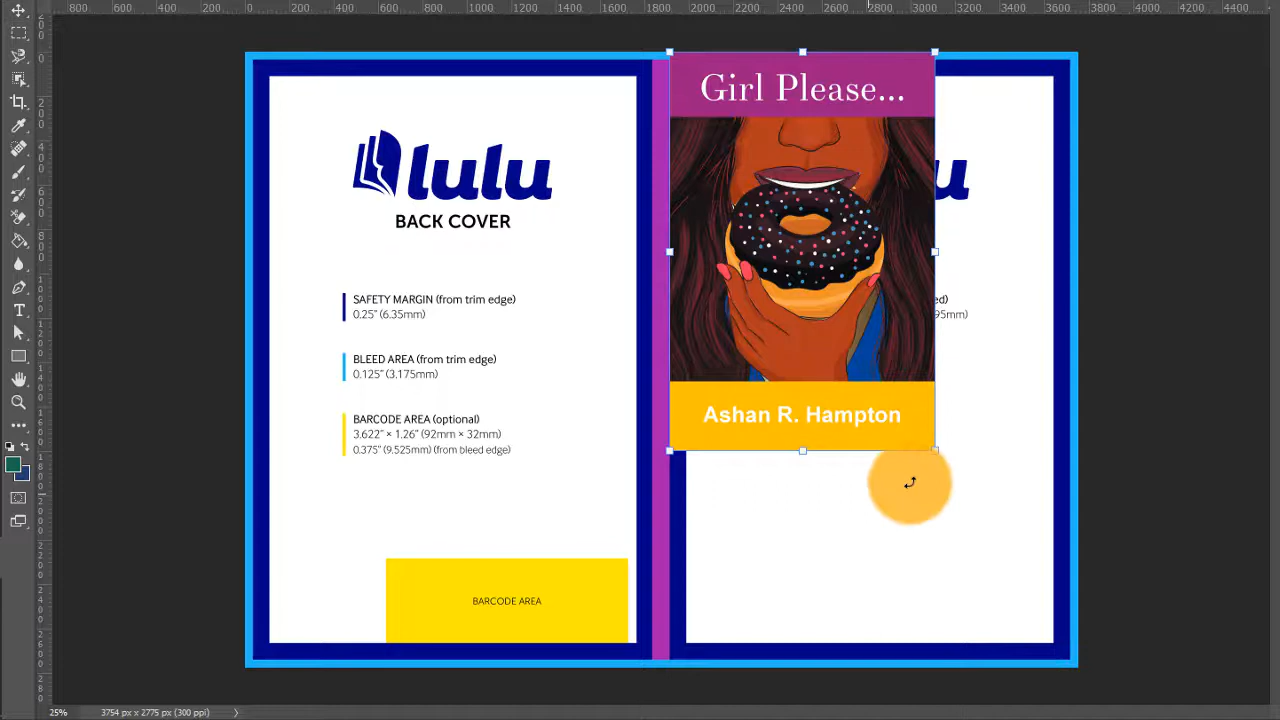 800 600 400 200 0 200 400 600 800 1000 1200 1400 1600 1800 2000 2200 2400 2600 2800 3000 3200 3400 3600 3800 4000 4200 4400
Girl Please...
lulu
BACK COVER
u
SAFETY MARGIN (from trim edge)
0.25" (6.35mm)
ed)
95mm)
BLEED AREA (from trim edge)
0.125" (3.175mm)
Ashan R. Hampton
BARCODE AREA (optional)
3.622" × 1.26" (92mm × 32mm)
0.375" (9.525mm) (from bleed edge)
BARCODE AREA
25% 3754 px x 2775 px (300 ppi)